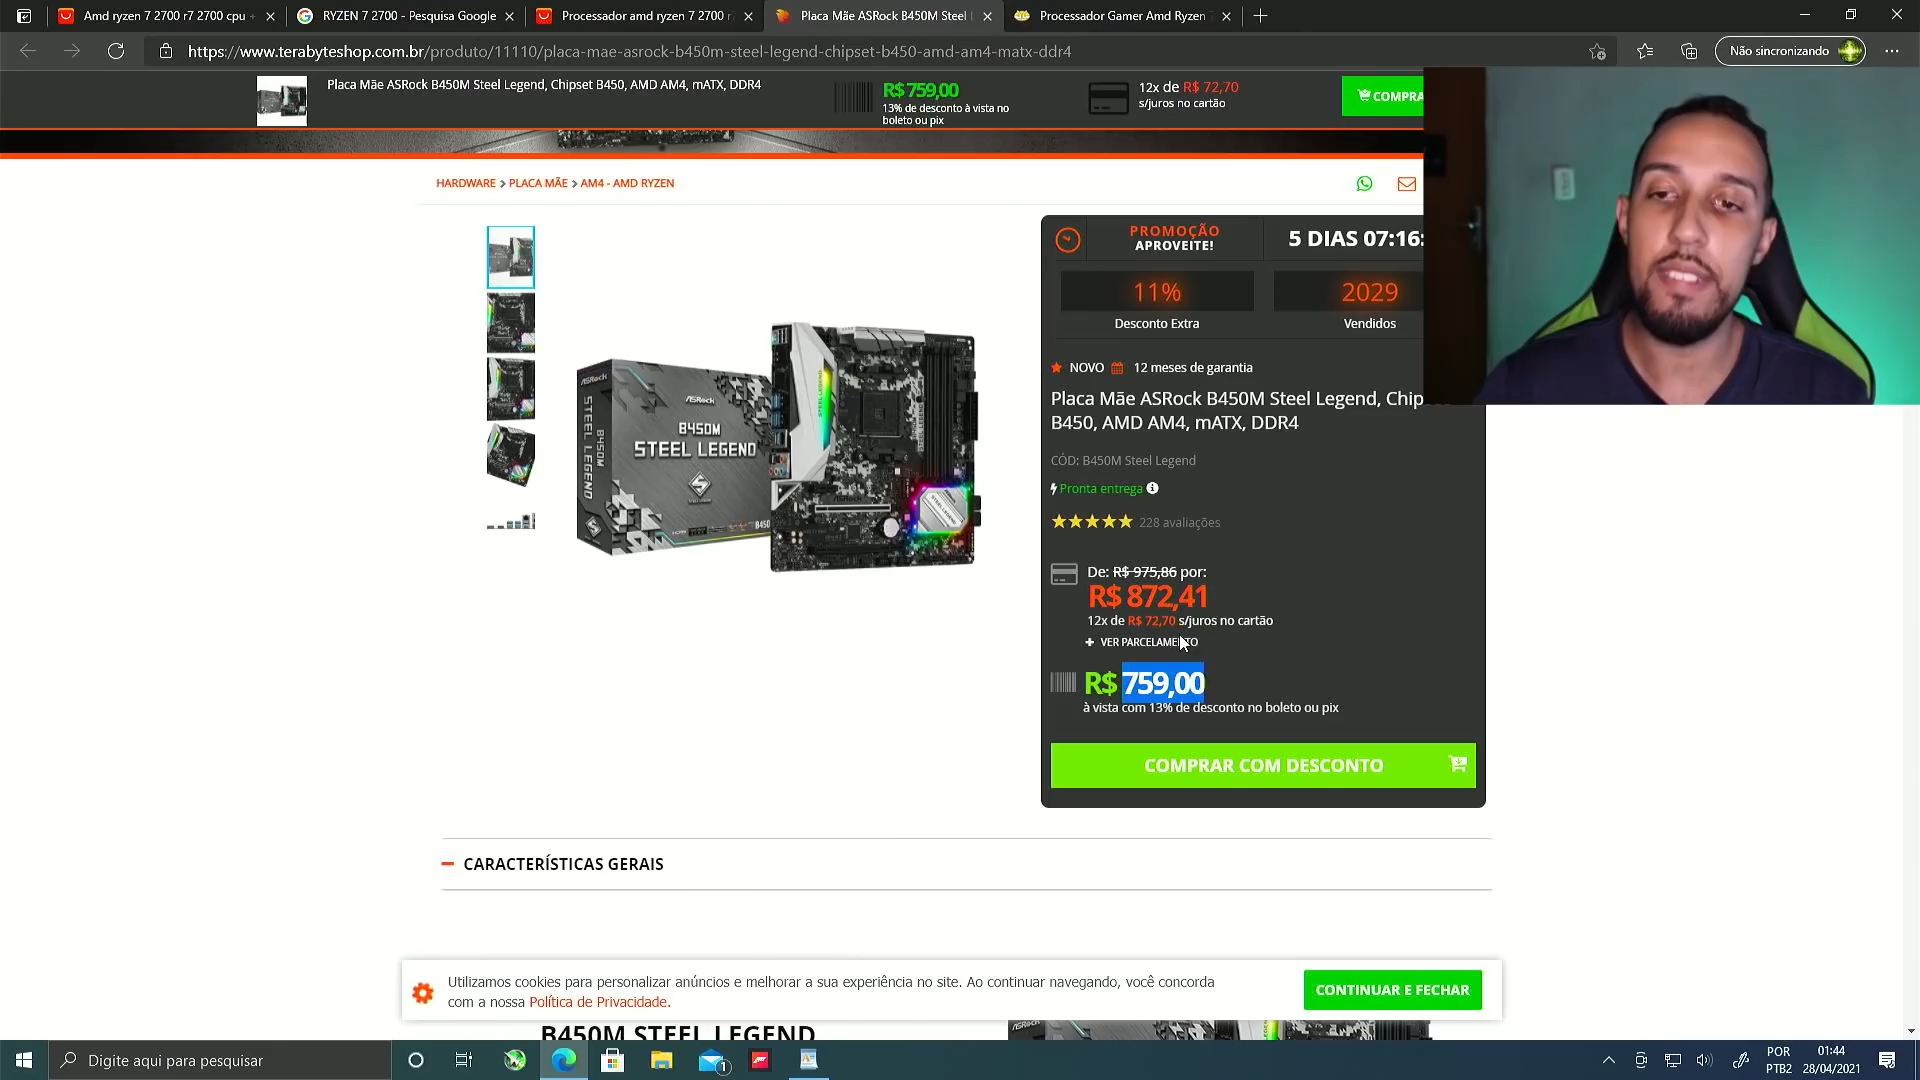 Amd ryzen 7 2700 r7 2700 cpu
RYZEN 7 2700 - Pesquisa Google
Processador amd ryzen 7 2700
Placa Mãe ASRock B450M Steel
Processador Gamer Amd Ryzen
https://www.terabyteshop.com.br/produto/11110/placa-mae-asrock-b450m-steel-legend-chipset-b450-amd-am4-matx-ddr4
Não sincronizando
Placa Mãe ASRock B450M Steel Legend, Chipset B450, AMD AM4, mATX, DDR4
R$ 759,00
13% de desconto à vista no
boleto ou pix
12x de R$ 72,70
s/juros no cartão
COMPRA
HARDWARE > PLACA MÃE > AM4 - AMD RYZEN
PROMOÇÃO
APROVEITE!
5 DIAS 07:16:
11%
Desconto Extra
2029
Vendidos
NOVO 12 meses de garantia
Placa Mãe ASRock B450M Steel Legend, Chip
B450, AMD AM4, mATX, DDR4
CÓD: B450M Steel Legend
Pronta entrega
228 avaliações
De: R$ 975,86 por:
R$ 872,41
12x de R$ 72,70 s/juros no cartão
+ VER PARCELAMENTO
R$ 759,00
à vista com 13% de desconto no boleto ou pix
COMPRAR COM DESCONTO
ASRock
B450M
STEEL LEGEND
ASRock
B450M
STEEL LEGEND
B450
CARACTERÍSTICAS GERAIS
Utilizamos cookies para personalizar anúncios e melhorar a sua experiência no site. Ao continuar navegando, você concorda
com a nossa Política de Privacidade.
CONTINUAR E FECHAR
B450M STEEL LEGEND
Digite aqui para pesquisar
1
POR
PTB2
01:44
28/04/2021